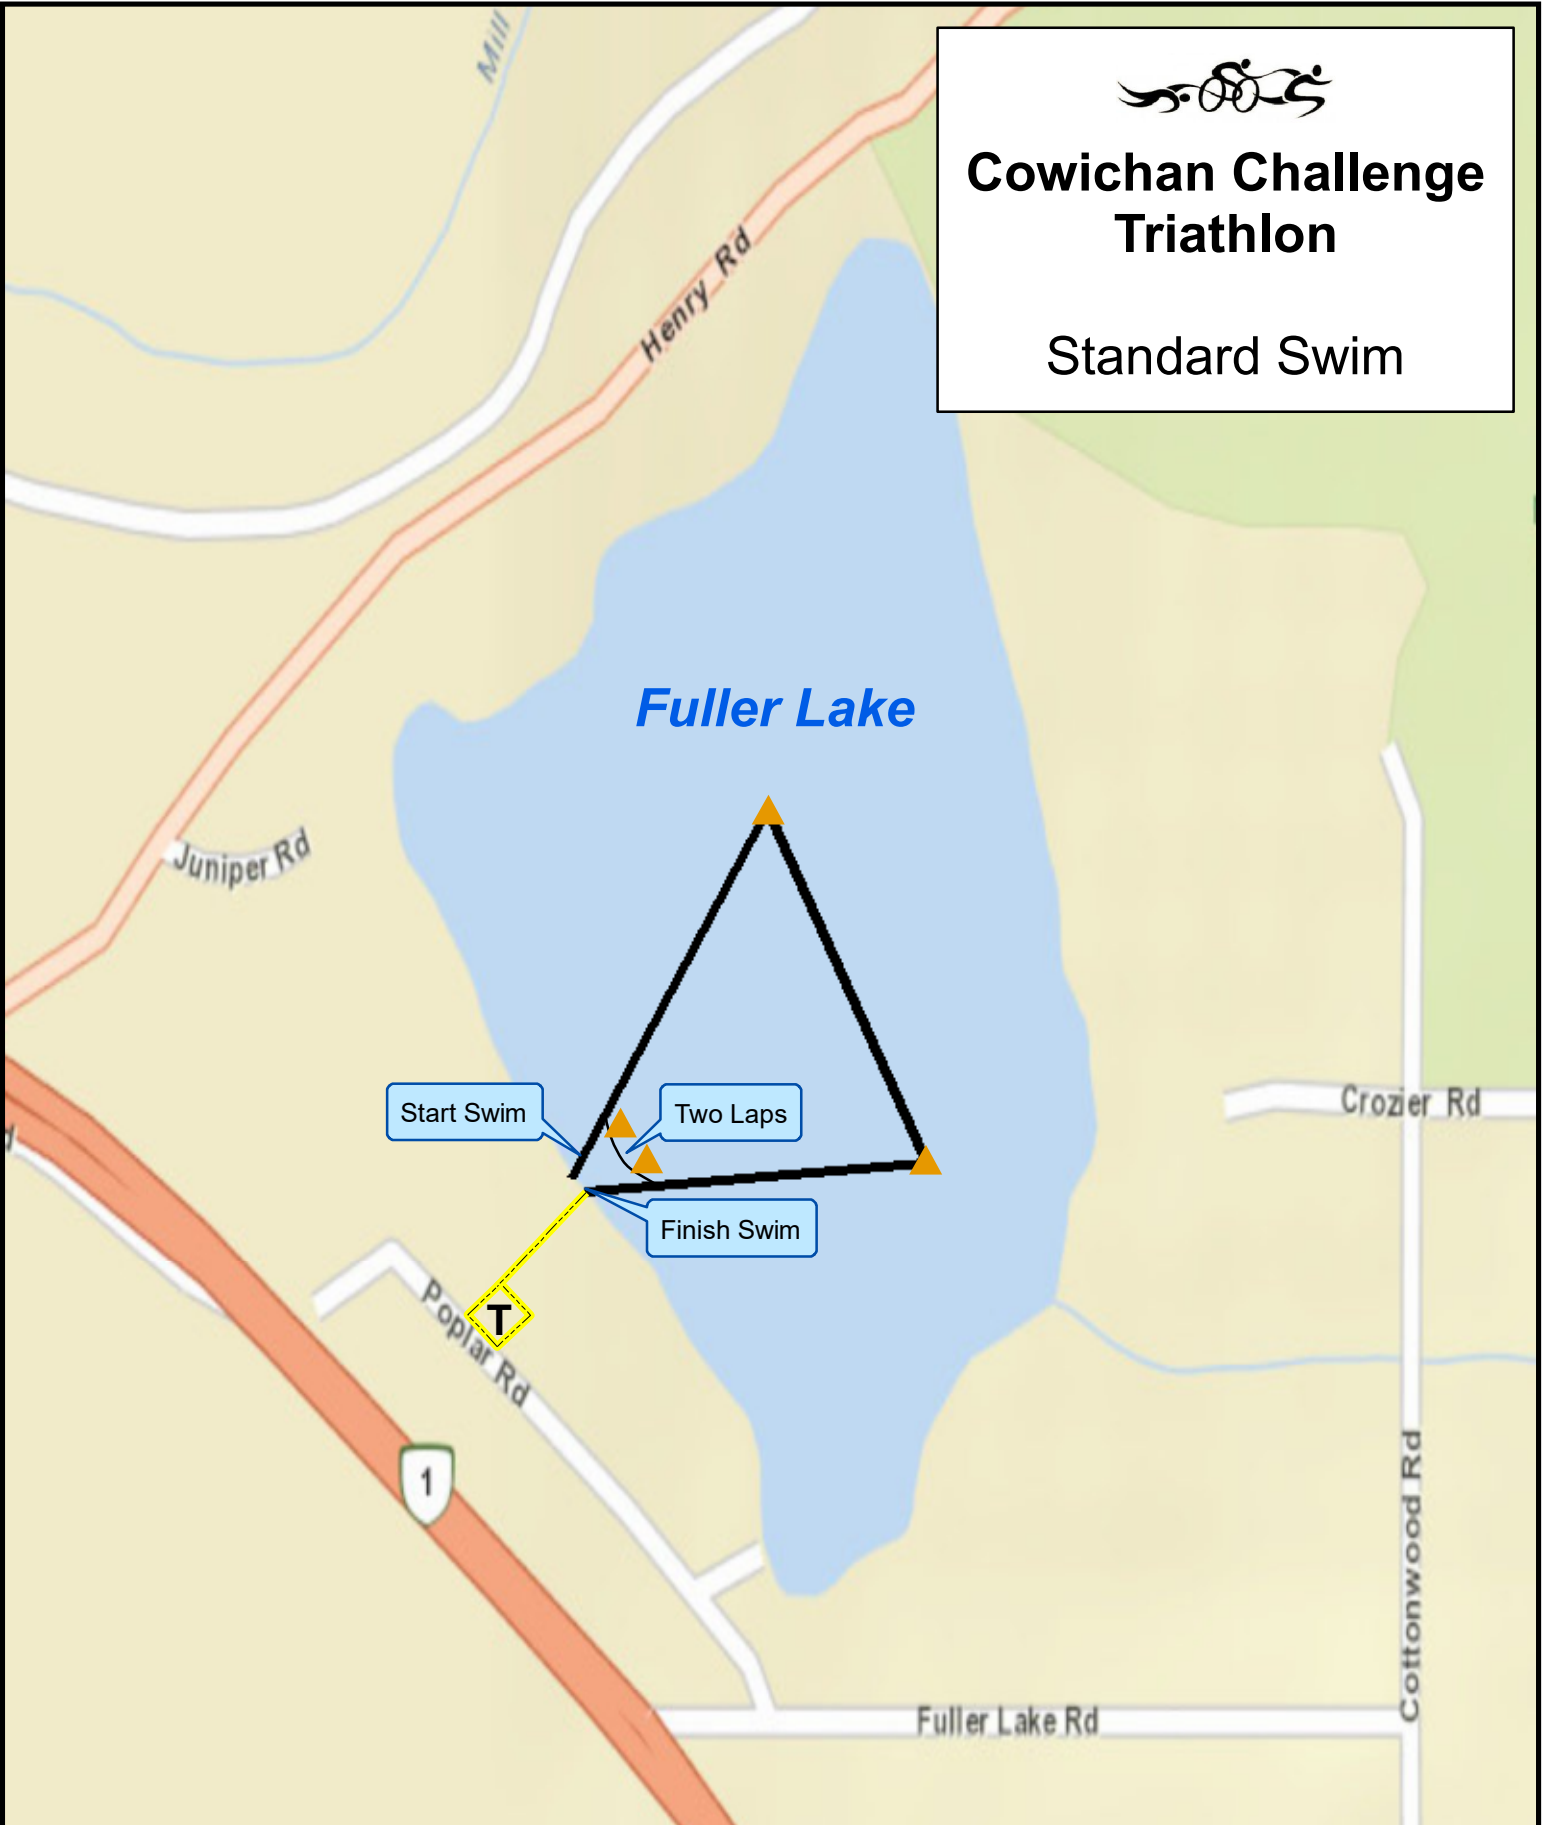 Mill
Cowichan Challenge
Triathlon
Standard Swim
Henry Rd
Fuller Lake
Juniper Rd
Start Swim
Two Laps
Crozier Rd
Finish Swim
T
Poplar Rd
1
Cottonwood Rd
Fuller Lake Rd